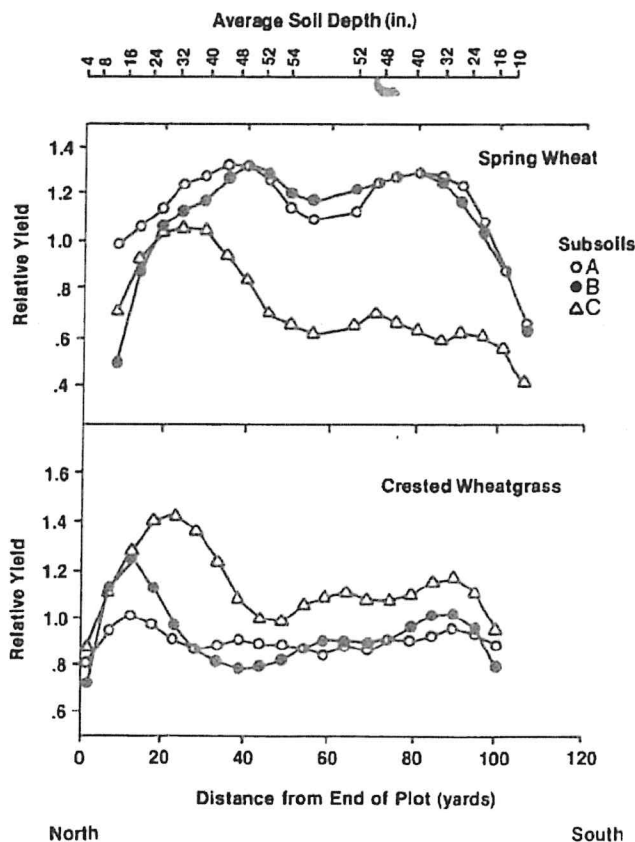 Average Soil Depth (in.)
4 8 16 24 32 40 48 52 54 52 48 40 32 24 16 10
1.4
1.2
1.0
.8
.6
.4
Relative Yield
Spring Wheat
Subsoils
A
B
C
1.6
1.4
1.2
1.0
.8
.6
Relative Yield
Crested Wheatgrass
0 20 40 60 80 100 120
Distance from End of Plot (yards)
North South